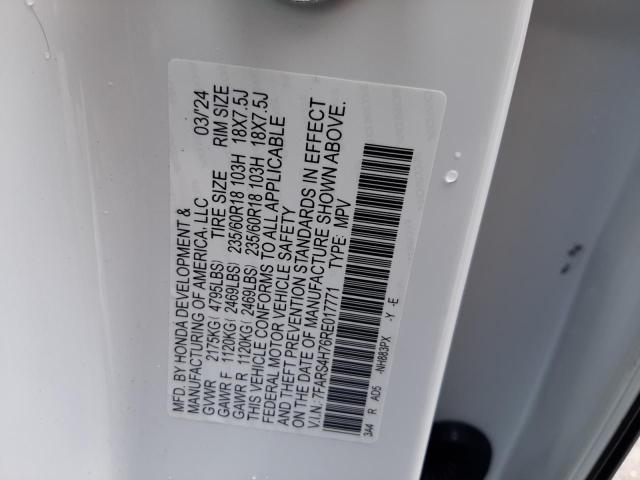 MFD. BY HONDA DEVELOPMENT & 03/'24
MANUFACTURING OF AMERICA, LLC
GVWR 2175KG( 4795LBS) TIRE SIZE RIM SIZE
GAWR F 1120KG( 2469LBS) 235/60R18 103H 18X7.5J
GAWR R 1120KG( 2469LBS) 235/60R18 103H 18X7.5J
THIS VEHICLE CONFORMS TO ALL APPLICABLE
FEDERAL MOTOR VEHICLE SAFETY
AND THEFT PREVENTION STANDARDS IN EFFECT
ON THE DATE OF MANUFACTURE SHOWN ABOVE.
V.I.N.: 7FARS4H76RE017771 TYPE: MPV
344 R AD5 -NH883PX -Y -E